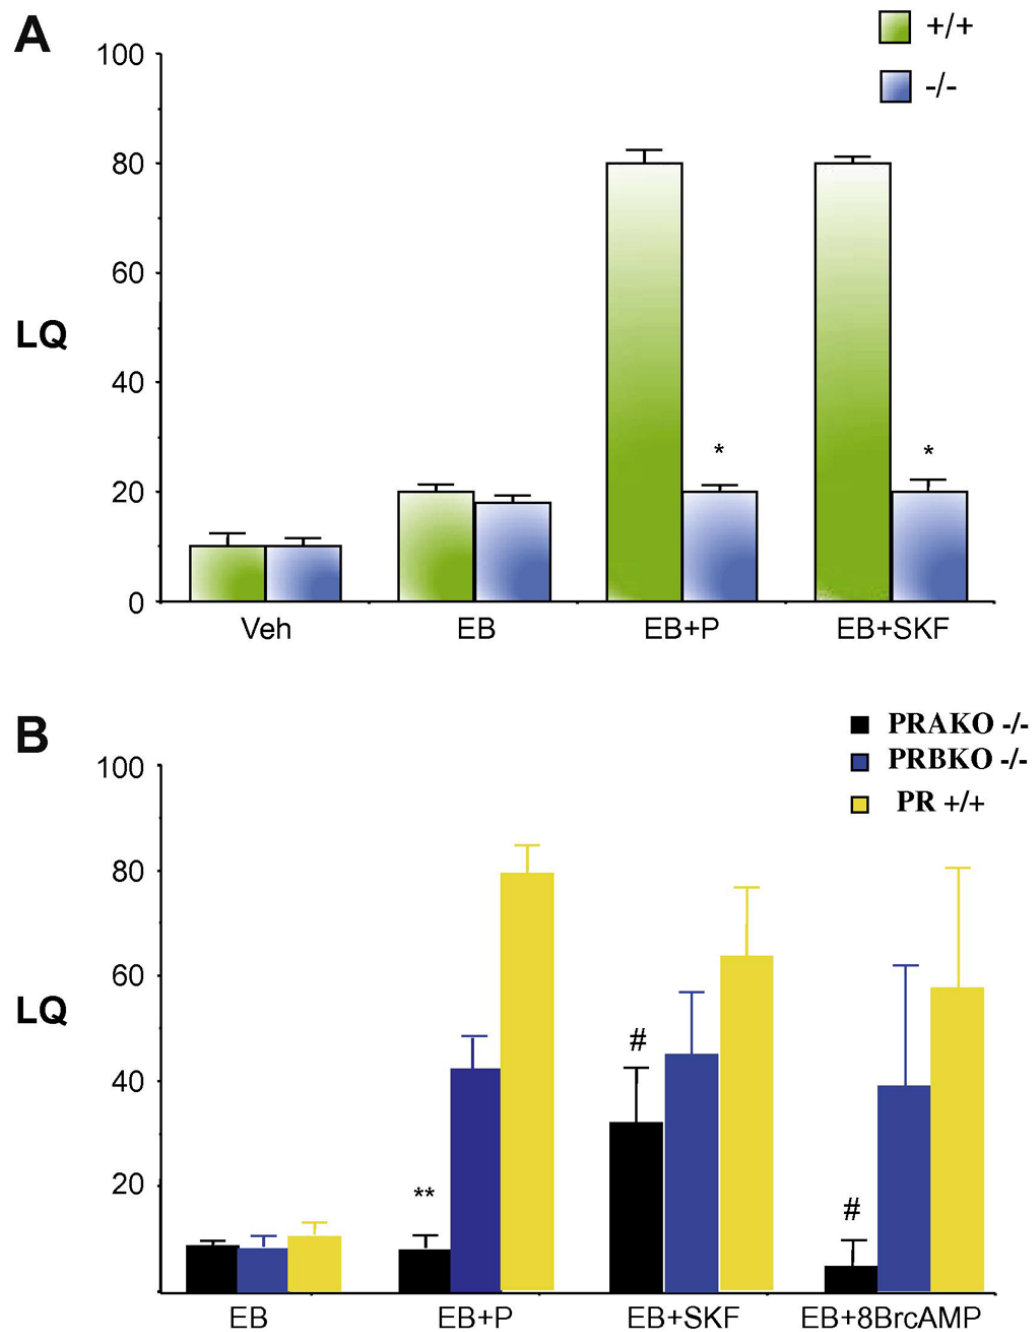 A
+/+
-/-
100
80
60
LQ
40
20
0
* *
Veh EB EB+P EB+SKF
B
PRAKO -/-
PRBKO -/-
PR +/+
100
80
60
LQ
40
20
** # #
EB EB+P EB+SKF EB+8BrcAMP